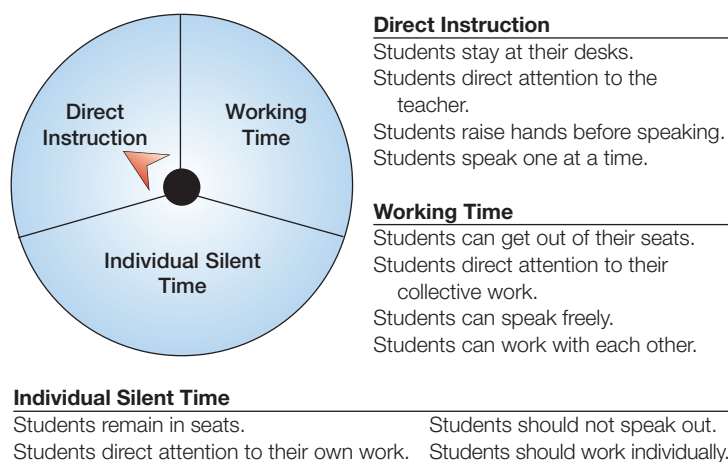 Direct
Instruction
Working
Time
Individual Silent
Time
Direct Instruction
Students stay at their desks.
Students direct attention to the
teacher.
Students raise hands before speaking.
Students speak one at a time.
Working Time
Students can get out of their seats.
Students direct attention to their
collective work.
Students can speak freely.
Students can work with each other.
Individual Silent Time
Students remain in seats.
Students direct attention to their own work.
Students should not speak out.
Students should work individually.